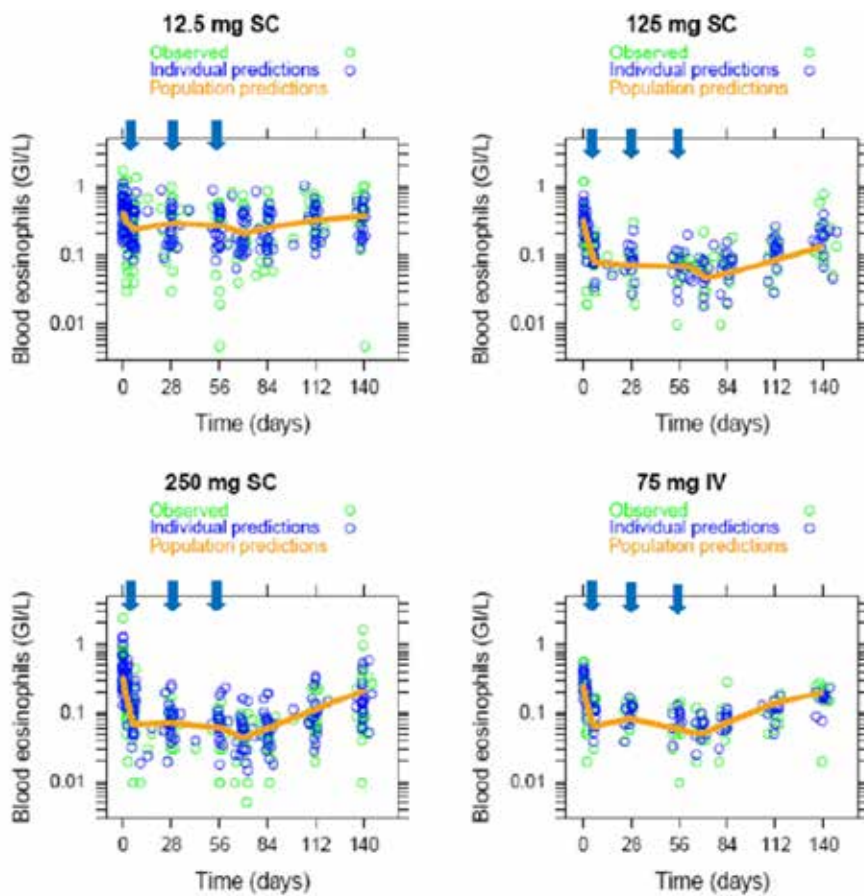 12.5 mg SC
Observed
Individual predictions
Population predictions
Blood eosinophils (GI/L)
1
0.1
0.01
0 28 56 84 112 140
Time (days)
125 mg SC
Observed
Individual predictions
Population predictions
Blood eosinophils (GI/L)
1
0.1
0.01
0 28 56 84 112 140
Time (days)
250 mg SC
Observed
Individual predictions
Population predictions
Blood eosinophils (GI/L)
1
0.1
0.01
0 28 56 84 112 140
Time (days)
75 mg IV
Observed
Individual predictions
Population predictions
Blood eosinophils (GI/L)
1
0.1
0.01
0 28 56 84 112 140
Time (days)